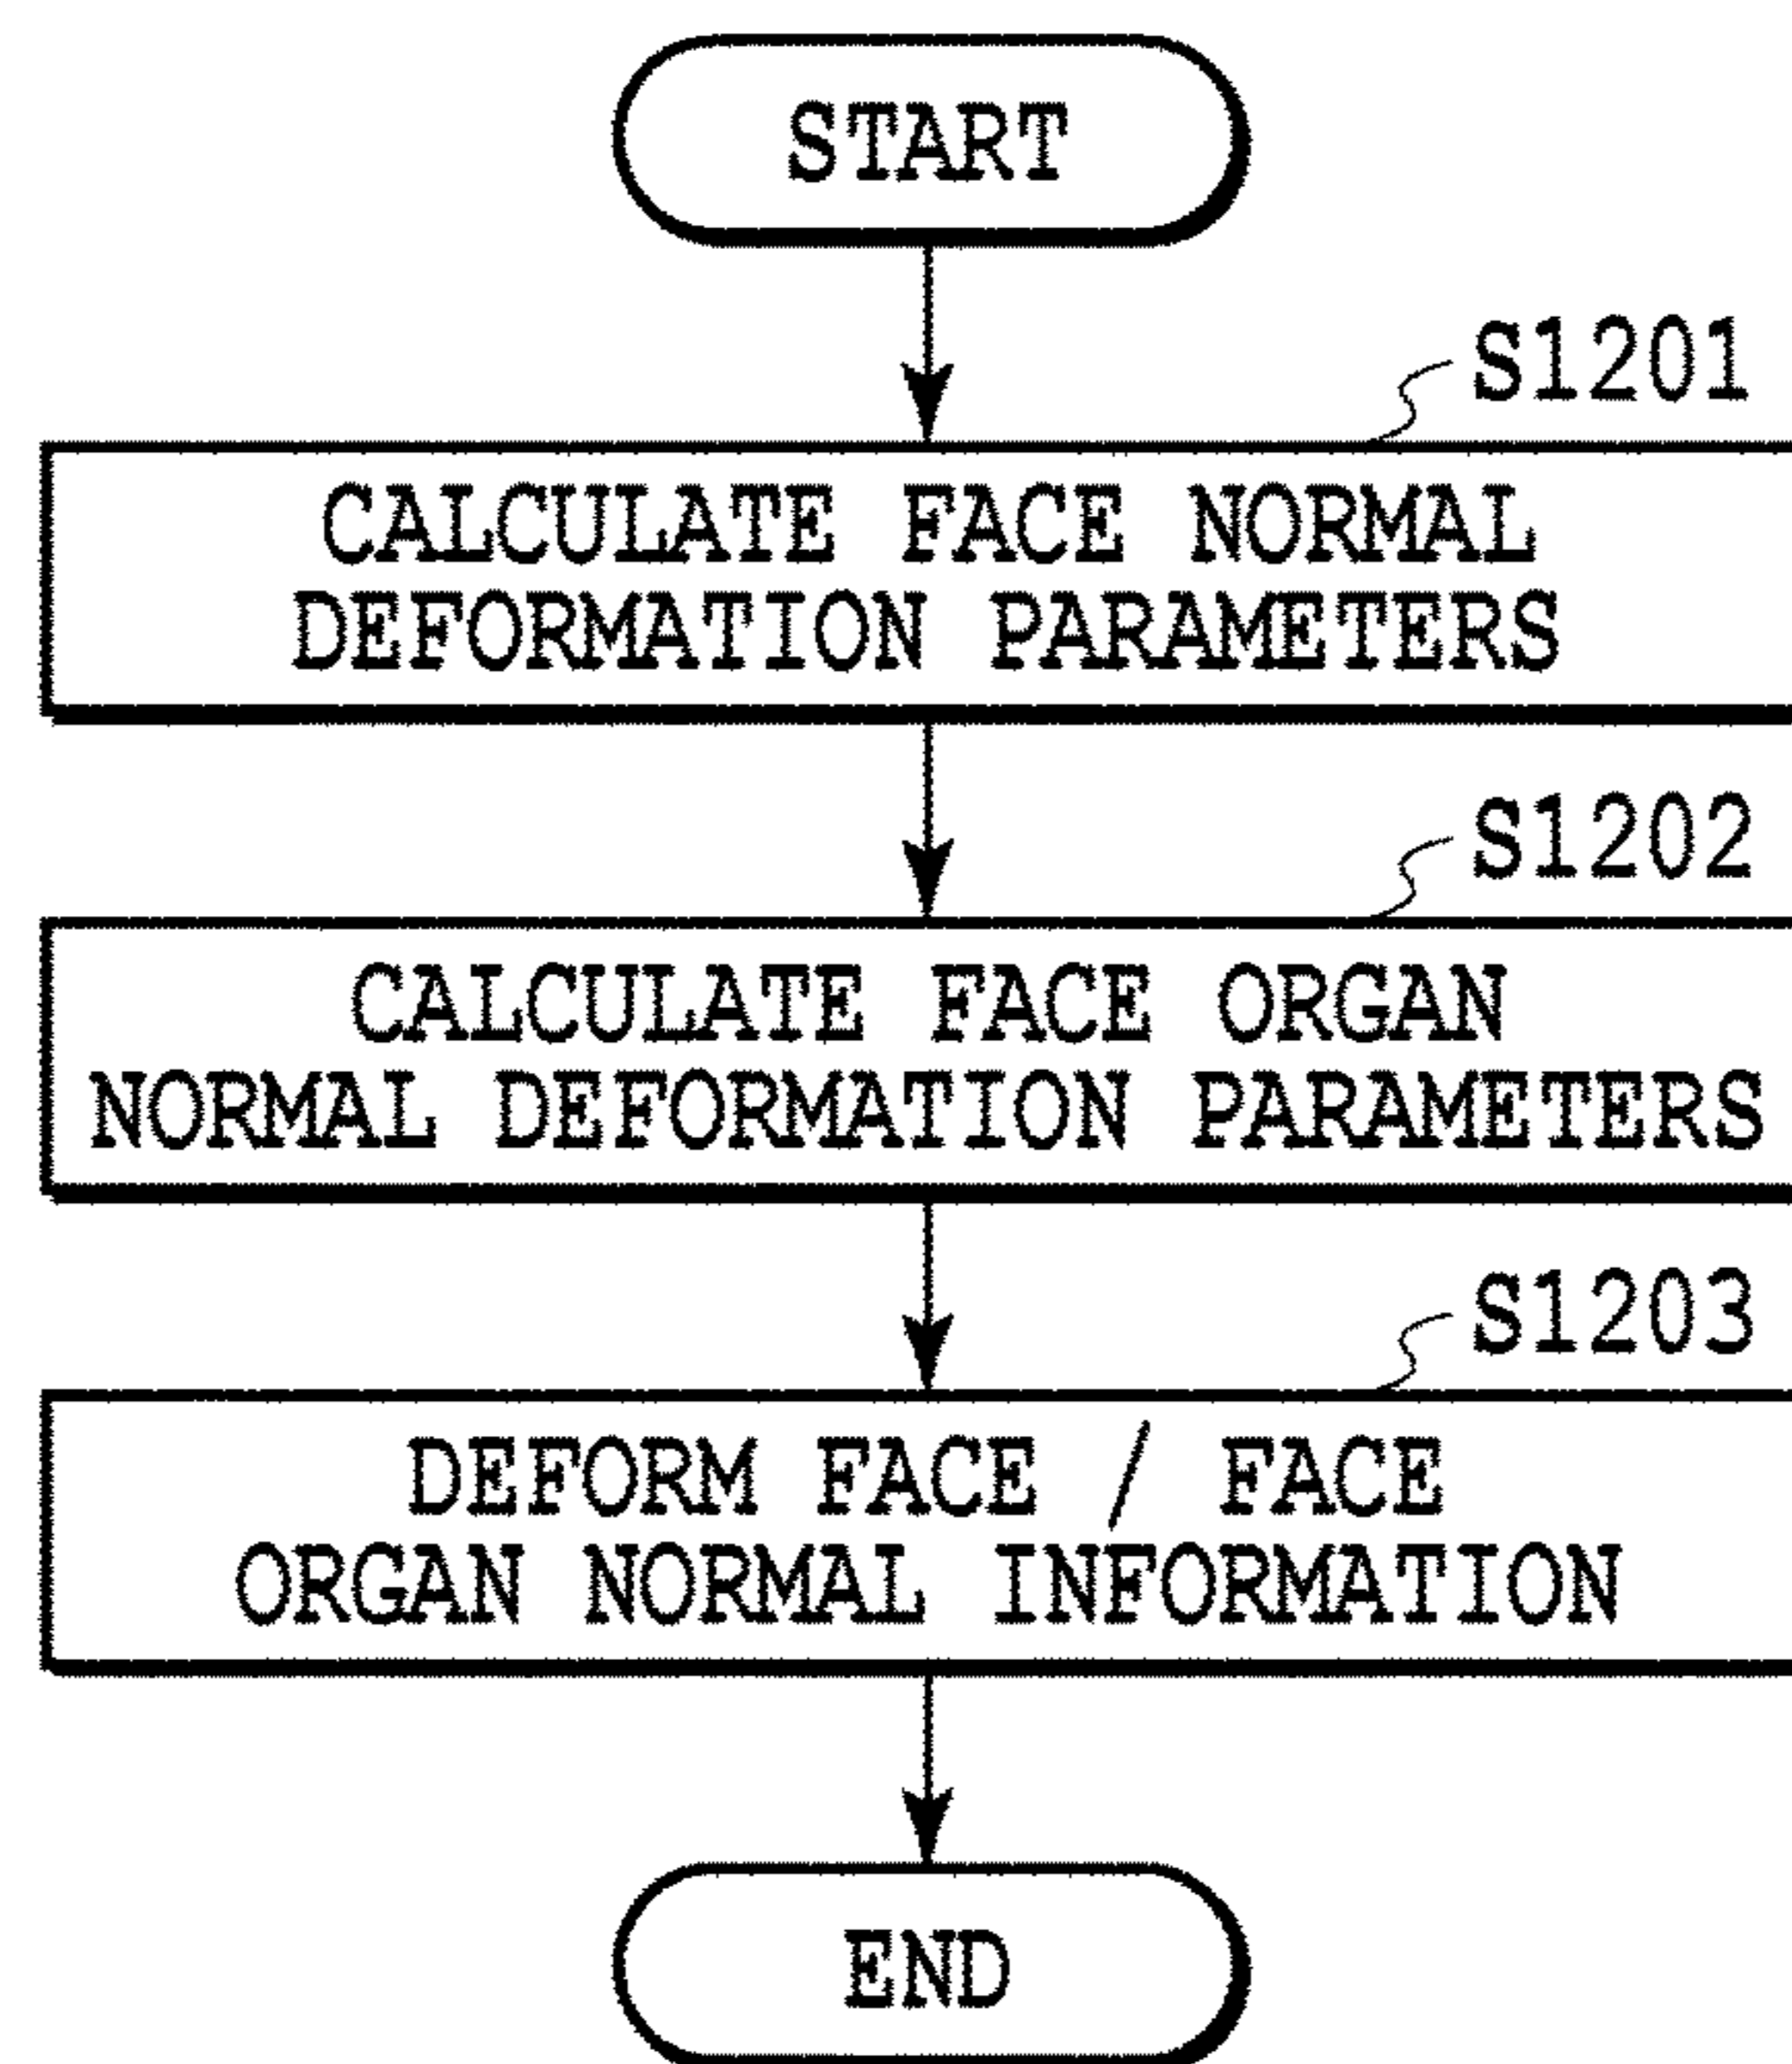 START
S1201
CALCULATE FACE NORMAL
DEFORMATION PARAMETERS
S1202
CALCULATE FACE ORGAN
NORMAL DEFORMATION PARAMETERS
S1203
DEFORM FACE / FACE
ORGAN NORMAL INFORMATION
END